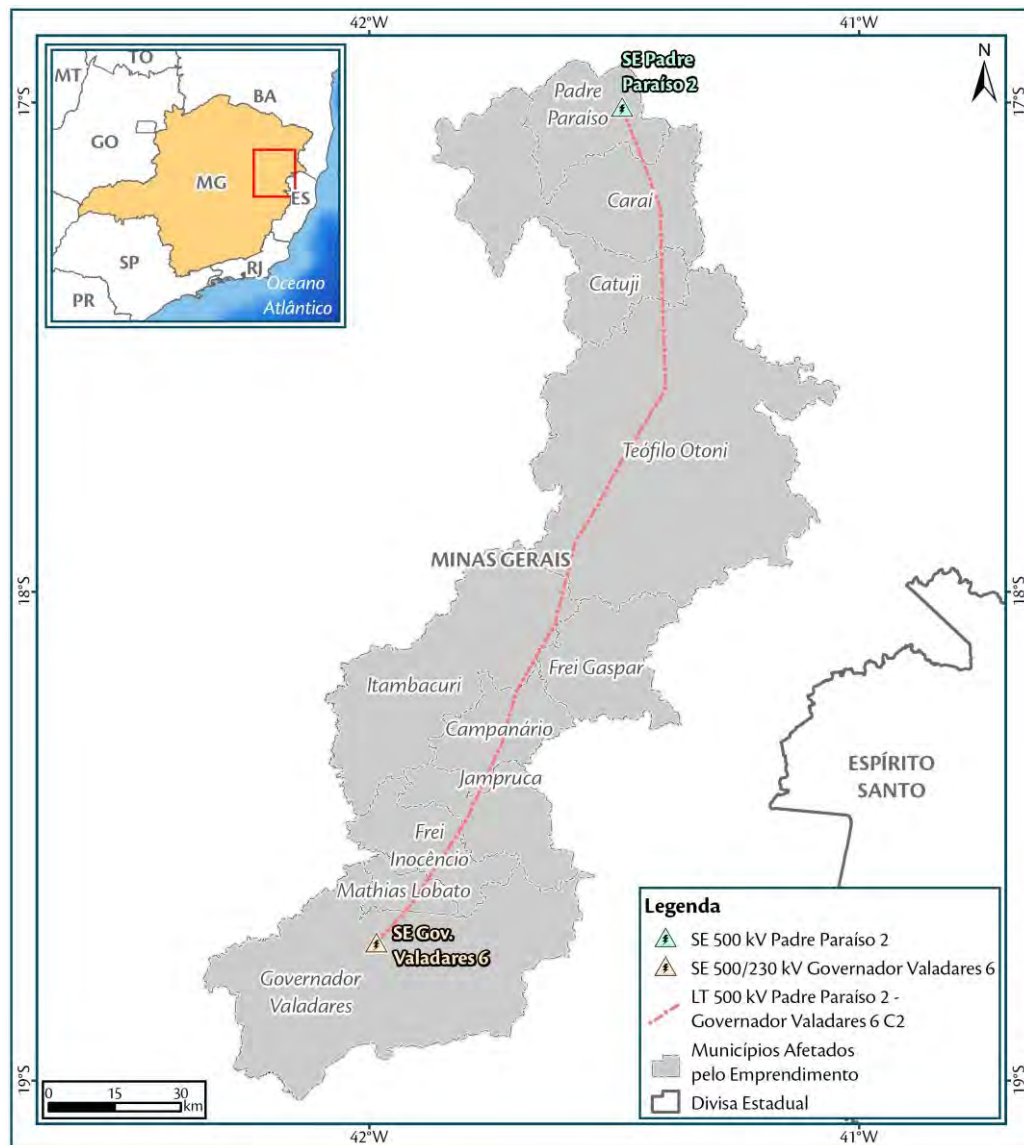 42°W
41°W
N
17°S
17°S
MT
TO
BA
GO
MG
ES
SP
RJ
PR
Oceano
Atlântico
SE Padre
Paraíso 2
Padre
Paraíso
Caraí
Catuji
Teófilo Otoni
MINAS GERAIS
18°S
18°S
Frei Gaspar
Itambacuri
Campanário
Jampruca
ESPÍRITO
SANTO
Frei
Inocêncio
Mathias Lobato
SE Gov.
Valadares 6
Governador
Valadares
Legenda
SE 500 kV Padre Paraíso 2
SE 500/230 kV Governador Valadares 6
LT 500 kV Padre Paraíso 2 -
Governador Valadares 6 C2
Municípios Afetados
pelo Emprendimento
Divisa Estadual
19°S
19°S
0 15 30
km
42°W
41°W